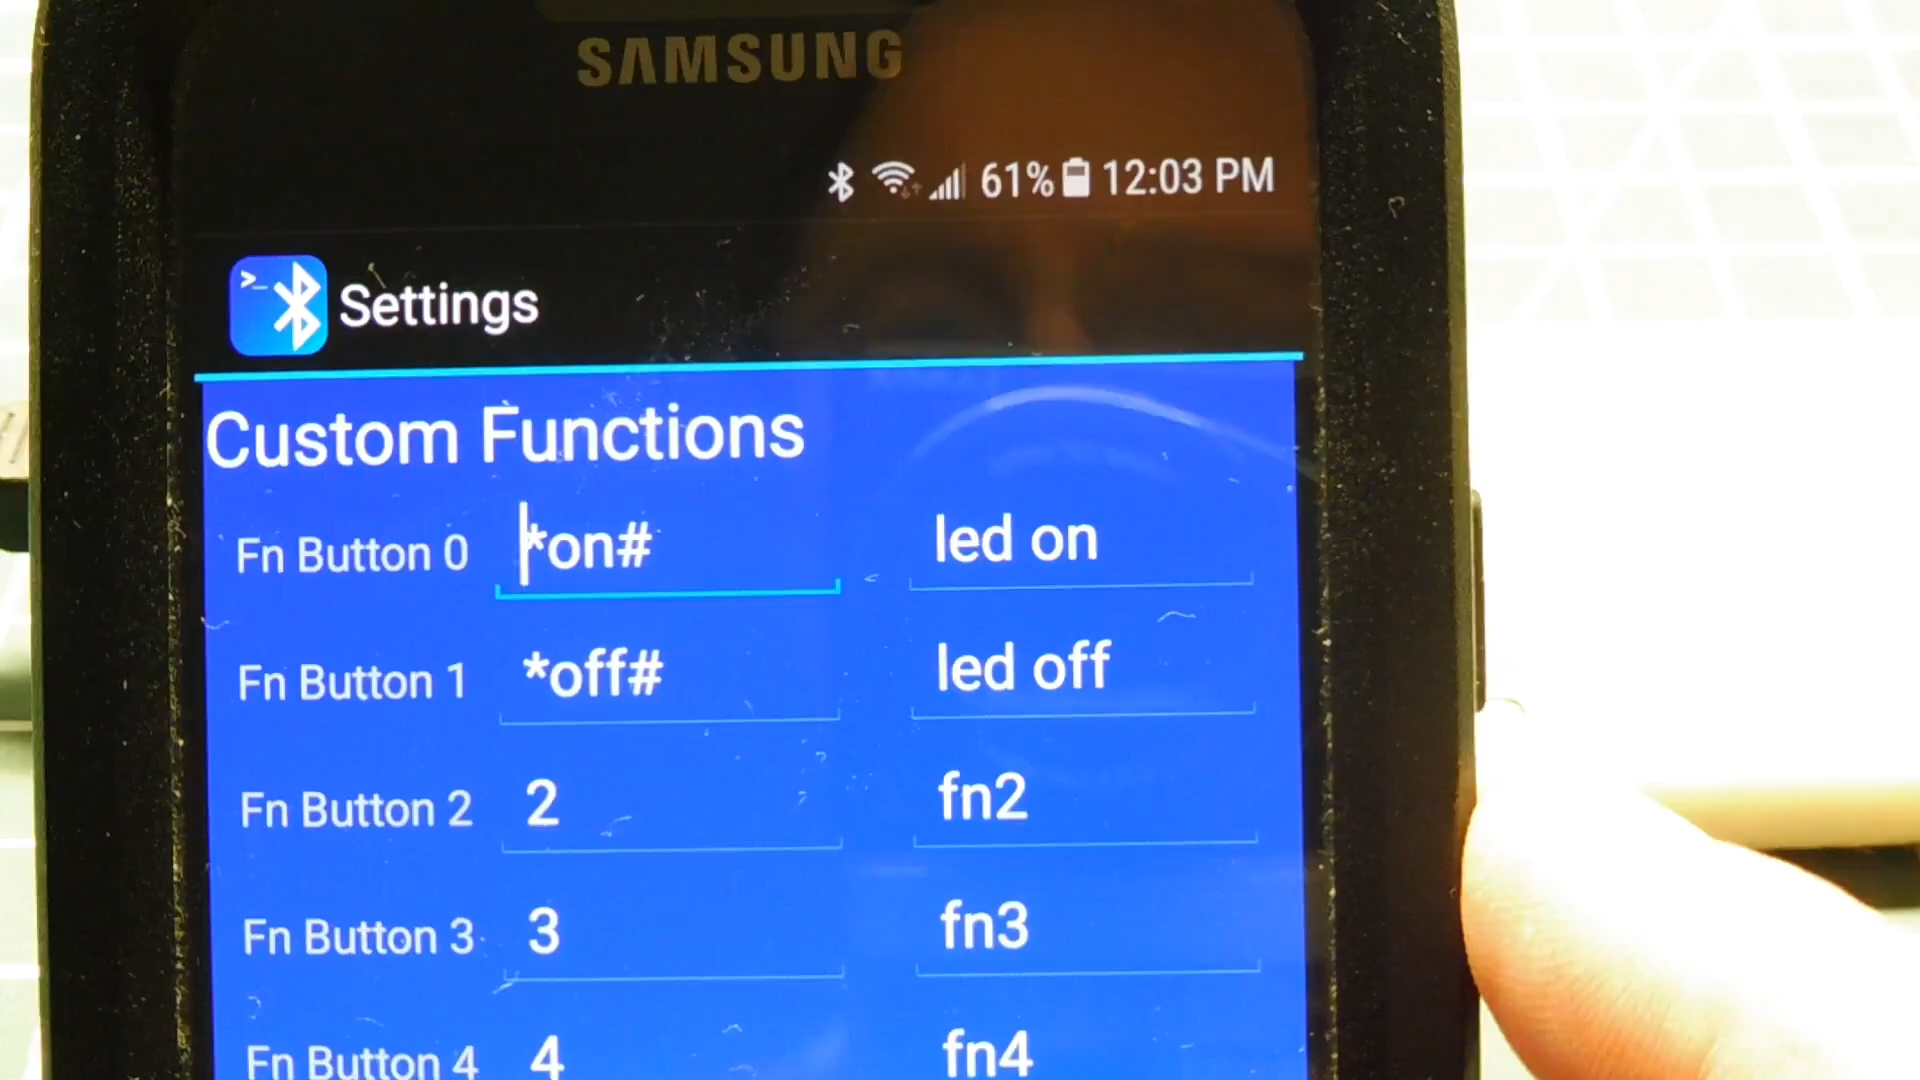 SAMSUNG
61% 12:03 PM
>_ Settings
Custom Functions
Fn Button 0 *on# led on
Fn Button 1 *off# led off
Fn Button 2 2 fn2
Fn Button 3 3 fn3
Fn Button 4 4 fn4